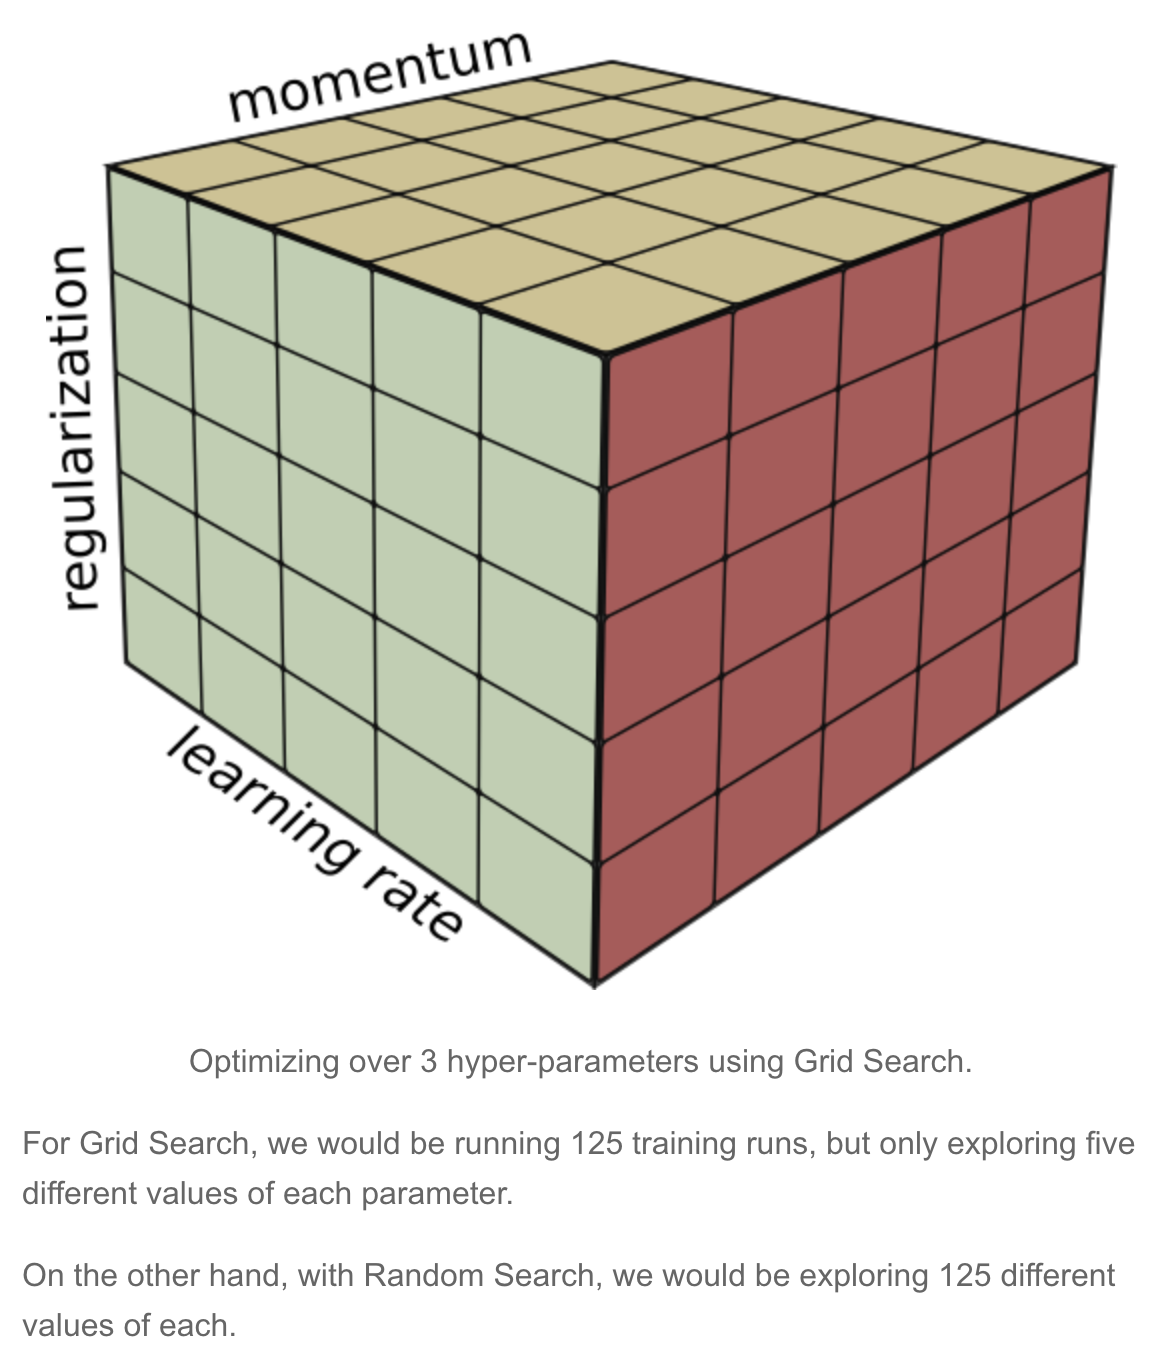 momentum
regularization
learning rate
Optimizing over 3 hyper-parameters using Grid Search.
For Grid Search, we would be running 125 training runs, but only exploring five
different values of each parameter.
On the other hand, with Random Search, we would be exploring 125 different
values of each.